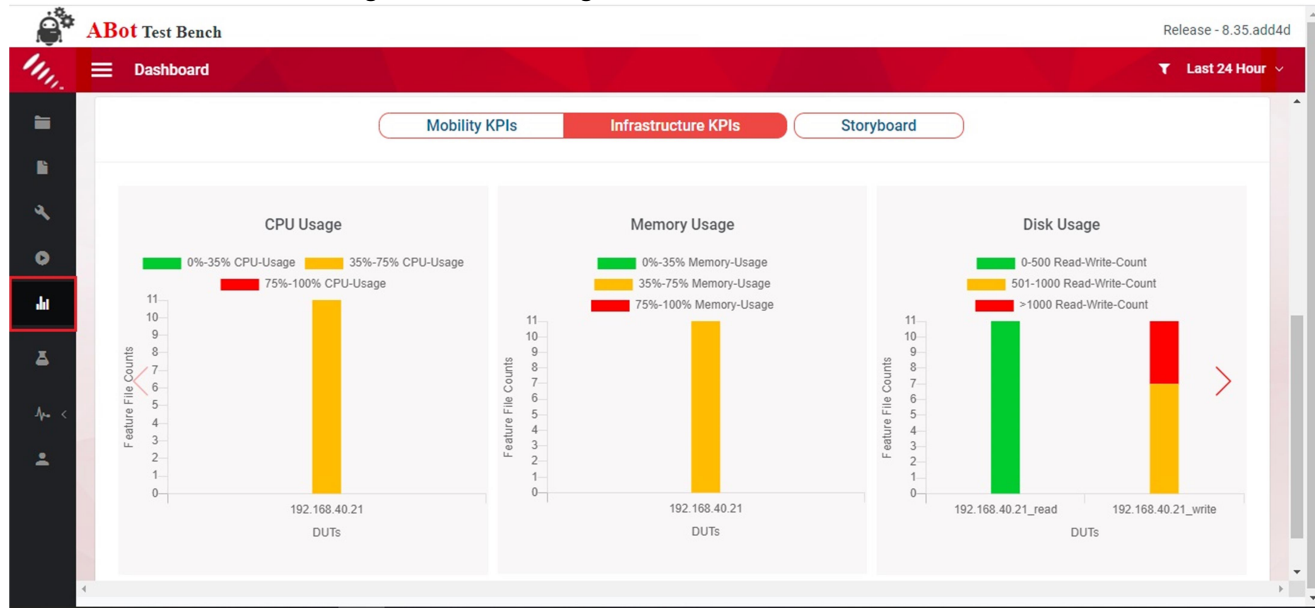 ABot Test Bench
Release - 8.35.add4d
Dashboard
Last 24 Hour
Mobility KPIs
Infrastructure KPIs
Storyboard
CPU Usage
0%-35% CPU-Usage
35%-75% CPU-Usage
75%-100% CPU-Usage
11
10
9
8
7
6
5
4
3
2
1
0
Feature File Counts
192.168.40.21
DUTs
Memory Usage
0%-35% Memory-Usage
35%-75% Memory-Usage
75%-100% Memory-Usage
11
10
9
8
7
6
5
4
3
2
1
0
Feature File Counts
192.168.40.21
DUTs
Disk Usage
0-500 Read-Write-Count
501-1000 Read-Write-Count
>1000 Read-Write-Count
11
10
9
8
7
6
5
4
3
2
1
0
Feature File Counts
192.168.40.21_read
192.168.40.21_write
DUTs